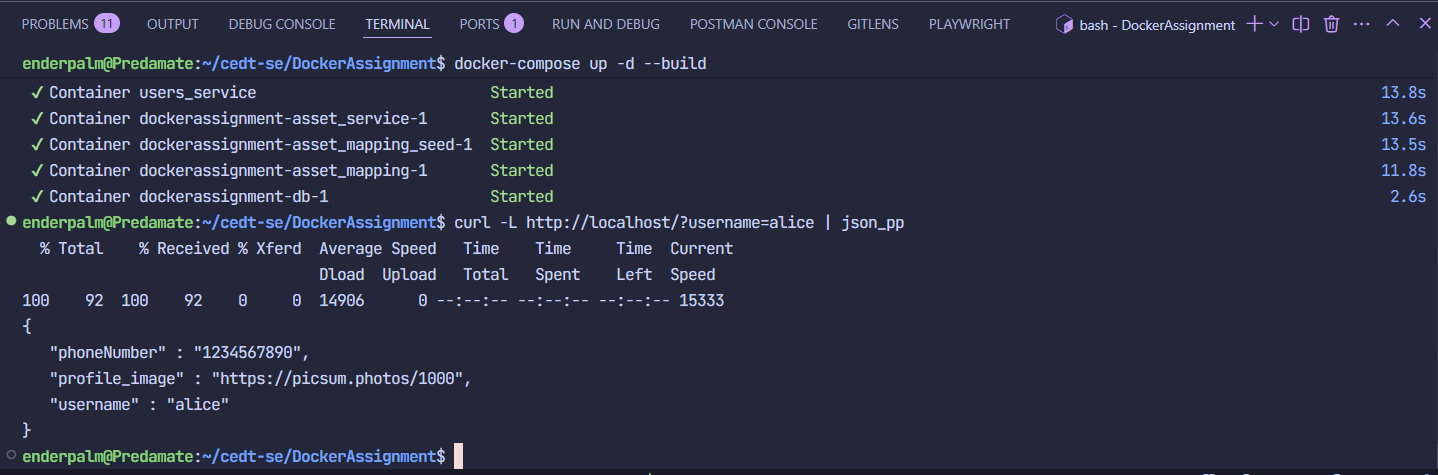 PROBLEMS 11 OUTPUT DEBUG CONSOLE TERMINAL PORTS 1 RUN AND DEBUG POSTMAN CONSOLE GITLENS PLAYWRIGHT bash - DockerAssignment
enderpalm@Predamate:~/cedt-se/DockerAssignment$ docker-compose up -d --build
✓ Container users_service Started 13.8s
✓ Container dockerassignment-asset_service-1 Started 13.6s
✓ Container dockerassignment-asset_mapping_seed-1 Started 13.5s
✓ Container dockerassignment-asset_mapping-1 Started 11.8s
✓ Container dockerassignment-db-1 Started 2.6s
enderpalm@Predamate:~/cedt-se/DockerAssignment$ curl -L http://localhost/?username=alice | json_pp
% Total % Received % Xferd Average Speed Time Time Time Current
Dload Upload Total Spent Left Speed
100 92 100 92 0 0 14906 0 --:--:-- --:--:-- --:--:-- 15333
{
"phoneNumber" : "1234567890",
"profile_image" : "https://picsum.photos/1000",
"username" : "alice"
}
enderpalm@Predamate:~/cedt-se/DockerAssignment$